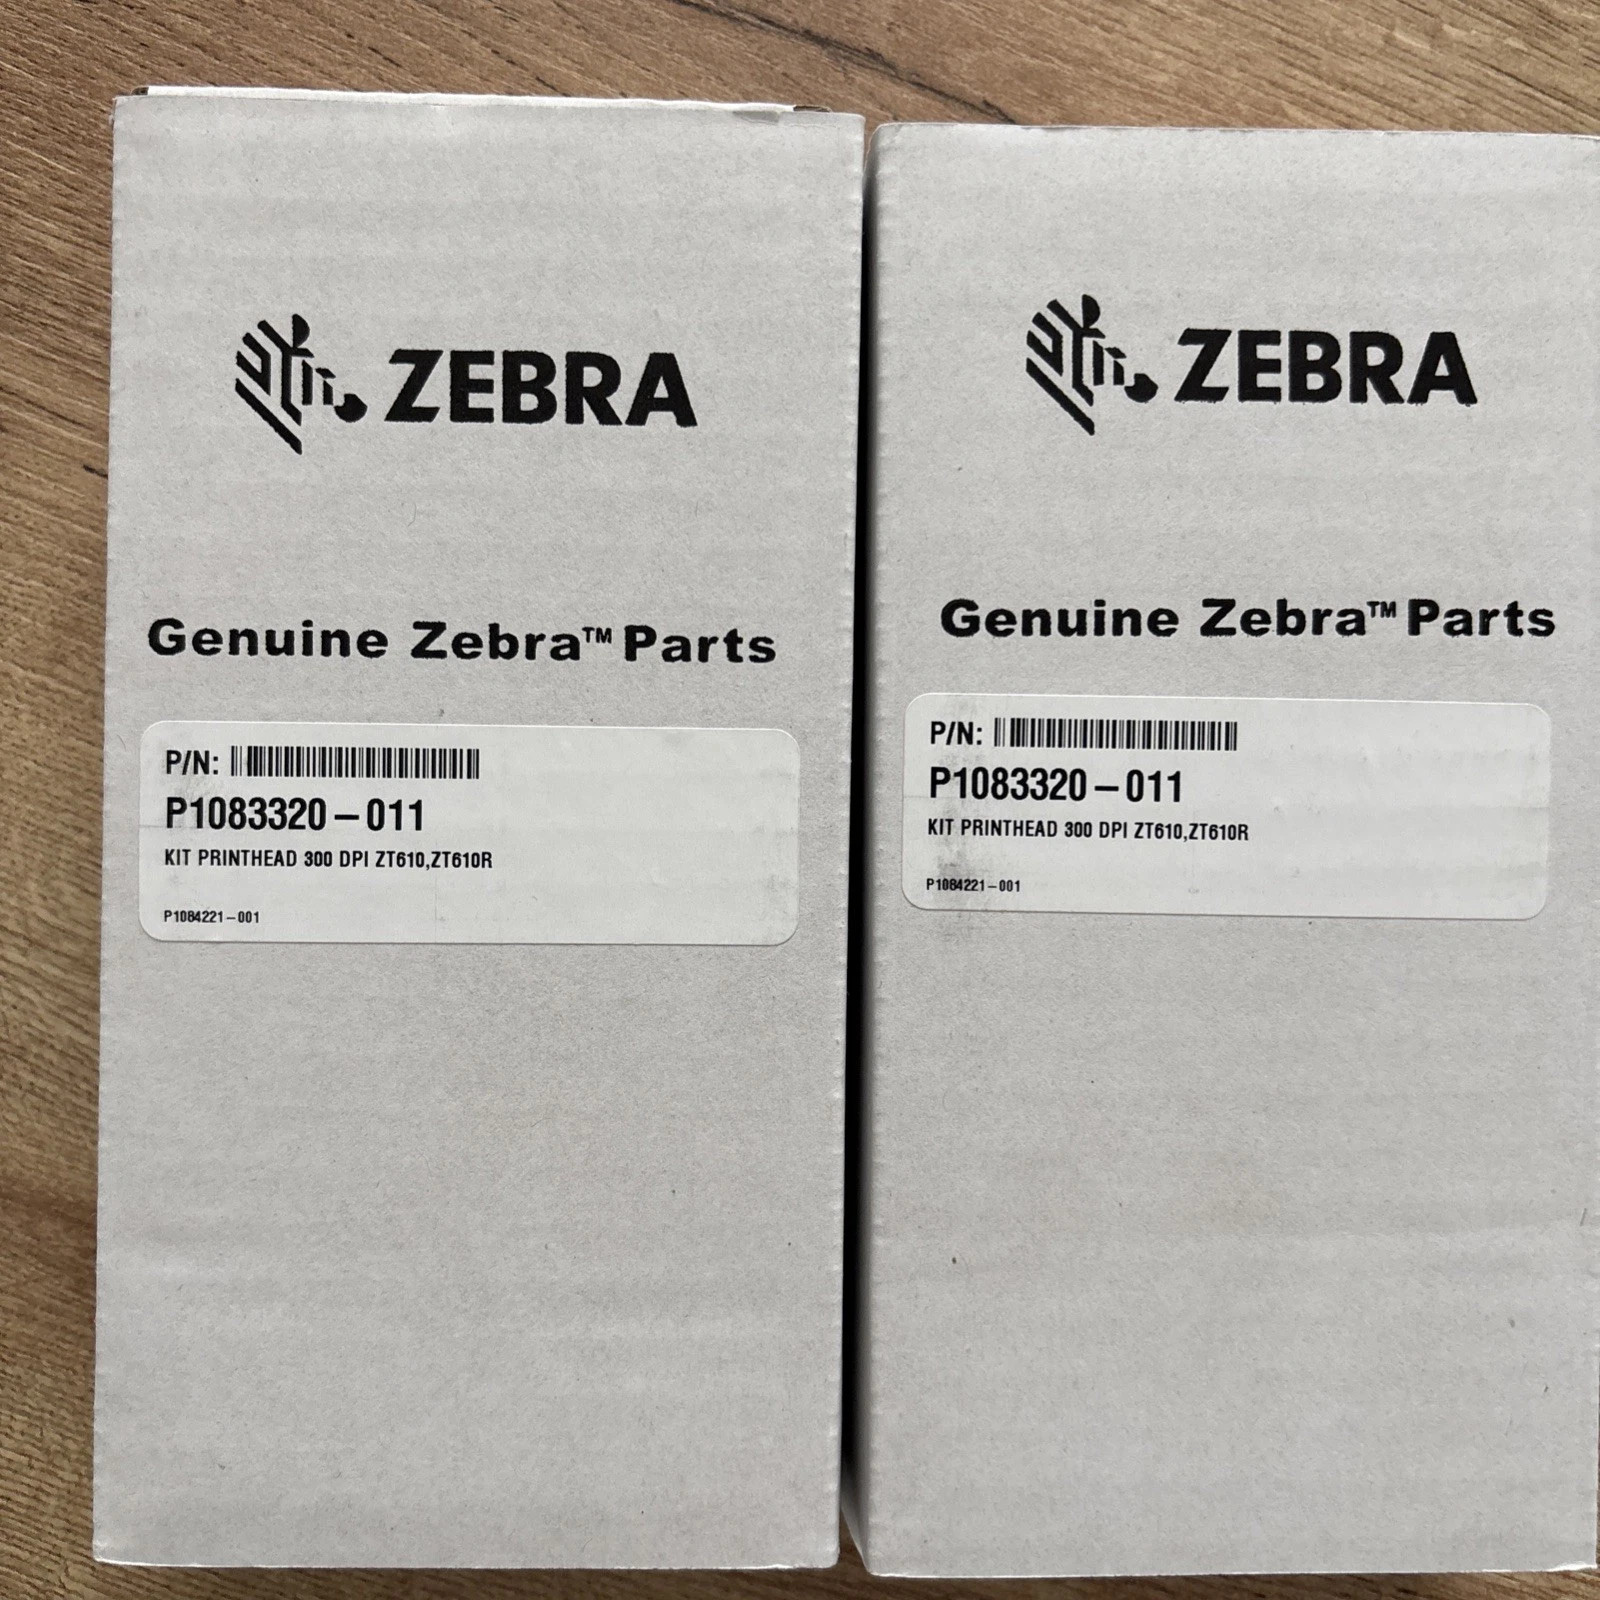 ZEBRA
Genuine Zebra™ Parts
P/N:
P1083320-011
KIT PRINTHEAD 300 DPI ZT610,ZT610R
P1084221-001
ZEBRA
Genuine Zebra™ Parts
P/N:
P1083320-011
KIT PRINTHEAD 300 DPI ZT610,ZT610R
P1084221-001